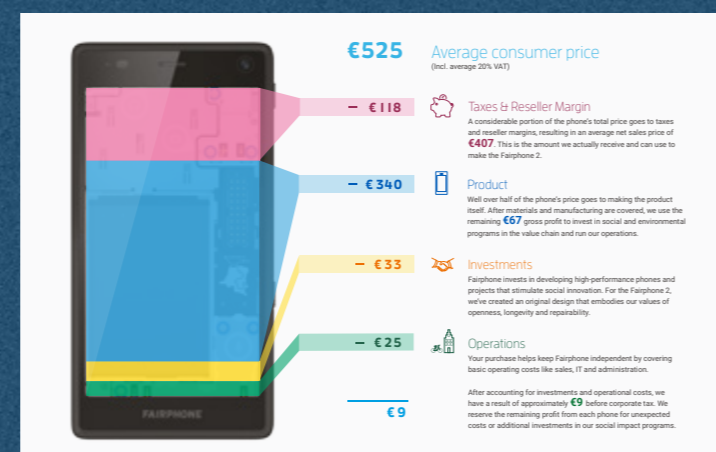 €525 Average consumer price
(Incl. average 20% VAT)
– €118 Taxes & Reseller Margin
A considerable portion of the phone's total price goes to taxes
and reseller margins, resulting in an average net sales price of
€407. This is the amount we actually receive and can use to
make the Fairphone 2.
– €340 Product
Well over half of the phone's price goes to making the product
itself. After materials and manufacturing are covered, we use the
remaining €67 gross profit to invest in social and environmental
programs in the value chain and run our operations.
– €33 Investments
Fairphone invests in developing high-performance phones and
projects that stimulate social innovation. For the Fairphone 2,
we've created an original design that embodies our values of
openness, longevity and repairability.
– €25 Operations
Your purchase helps keep Fairphone independent by covering
basic operating costs like sales, IT and administration.
After accounting for investments and operational costs, we
have a result of approximately €9 before corporate tax. We
reserve the remaining profit from each phone for unexpected
costs or additional investments in our social impact programs.
€9
FAIRPHONE